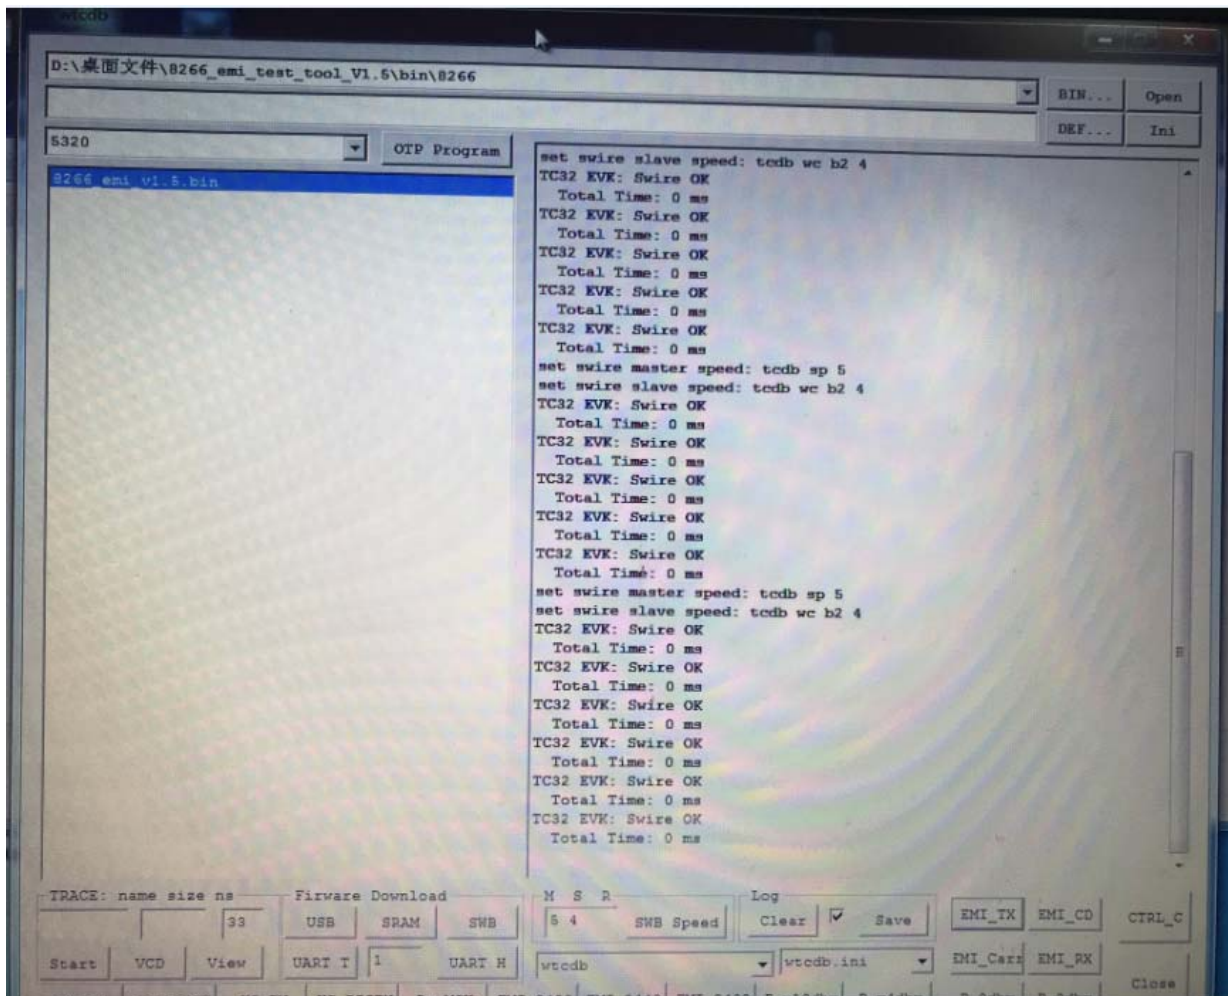 wtcdb
D:\桌面文件\8266_emi_test_tool_V1.5\bin\8266
BIN... Open
DEF... Ini
5320 OTP Program
8266_emi_v1.5.bin
set swire slave speed: tcdb wc b2 4
TC32 EVK: Swire OK
Total Time: 0 ms
TC32 EVK: Swire OK
Total Time: 0 ms
TC32 EVK: Swire OK
Total Time: 0 ms
TC32 EVK: Swire OK
Total Time: 0 ms
TC32 EVK: Swire OK
Total Time: 0 ms
set swire master speed: tcdb sp 5
set swire slave speed: tcdb wc b2 4
TC32 EVK: Swire OK
Total Time: 0 ms
TC32 EVK: Swire OK
Total Time: 0 ms
TC32 EVK: Swire OK
Total Time: 0 ms
TC32 EVK: Swire OK
Total Time: 0 ms
TC32 EVK: Swire OK
Total Time: 0 ms
set swire master speed: tcdb sp 5
set swire slave speed: tcdb wc b2 4
TC32 EVK: Swire OK
Total Time: 0 ms
TC32 EVK: Swire OK
Total Time: 0 ms
TC32 EVK: Swire OK
Total Time: 0 ms
TC32 EVK: Swire OK
Total Time: 0 ms
TC32 EVK: Swire OK
Total Time: 0 ms
TC32 EVK: Swire OK
Total Time: 0 ms
TRACE: name size ns Firware Download M S R Log
33 USB SRAM SWB 5 4 SWB Speed Clear Save EMI_TX EMI_CD CTRL_C
Start VCD View UART T 1 UART H wtcdb wtcdb.ini EMI_Carr EMI_RX
Close